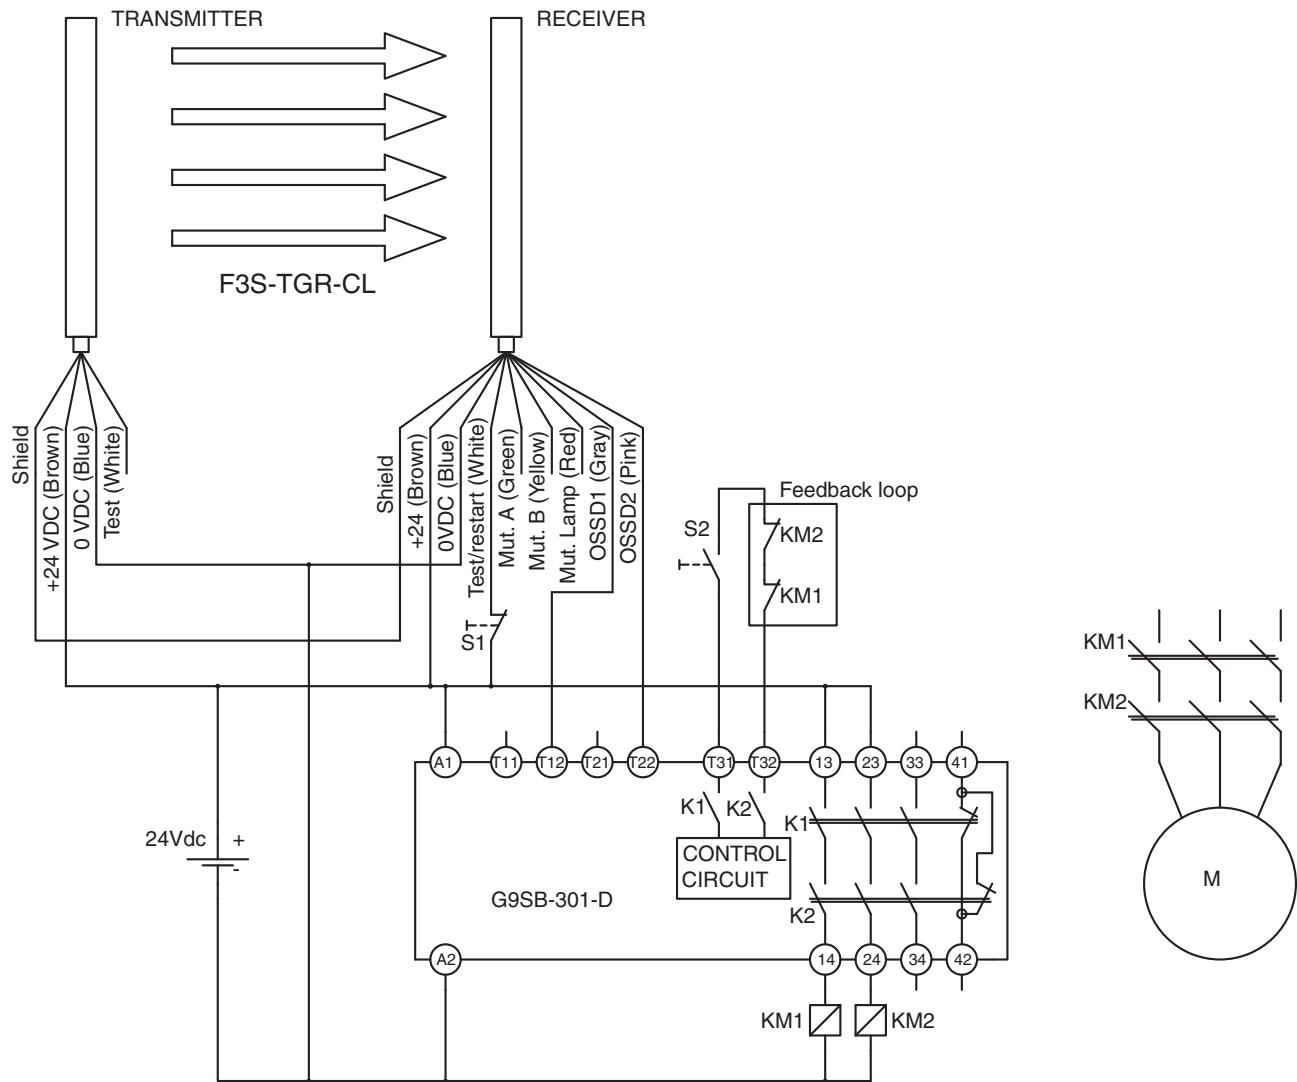 TRANSMITTER
RECEIVER
F3S-TGR-CL
Shield
+24 VDC (Brown)
0 VDC (Blue)
Test (White)
Shield
+24 (Brown)
0VDC (Blue)
Test/restart (White)
Mut. A (Green)
Mut. B (Yellow)
Mut. Lamp (Red)
OSSD1 (Gray)
OSSD2 (Pink)
S1
S2
Feedback loop
KM2
KM1
KM1
KM2
M
A1
T11
T12
T21
T22
T31
T32
13
23
33
41
K1
K2
K1
CONTROL
CIRCUIT
24Vdc
+
-
G9SB-301-D
K2
A2
14
24
34
42
KM1
KM2